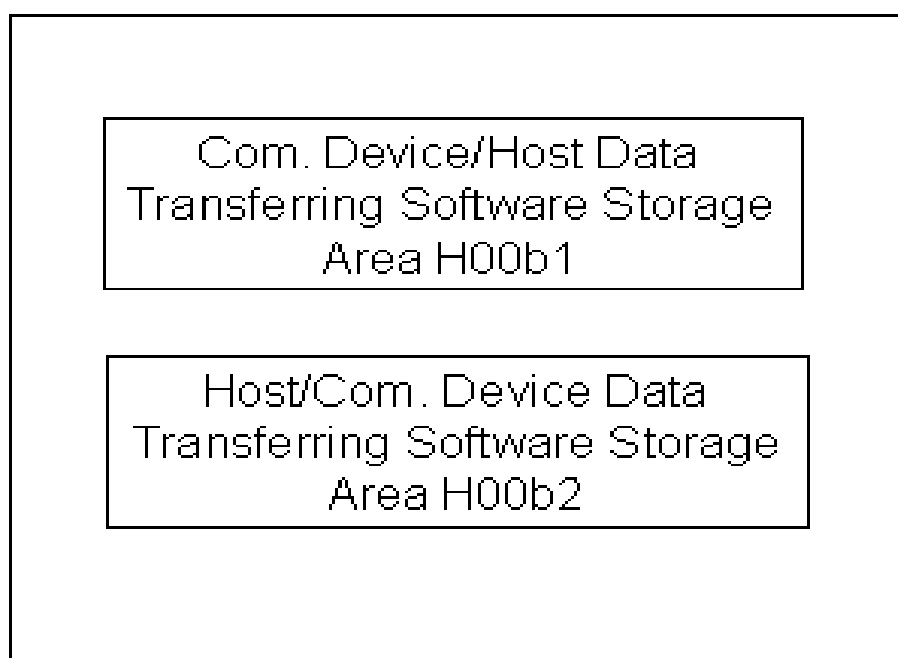 Com. Device/Host Data
Transferring Software Storage
Area H00b1
Host/Com. Device Data
Transferring Software Storage
Area H00b2